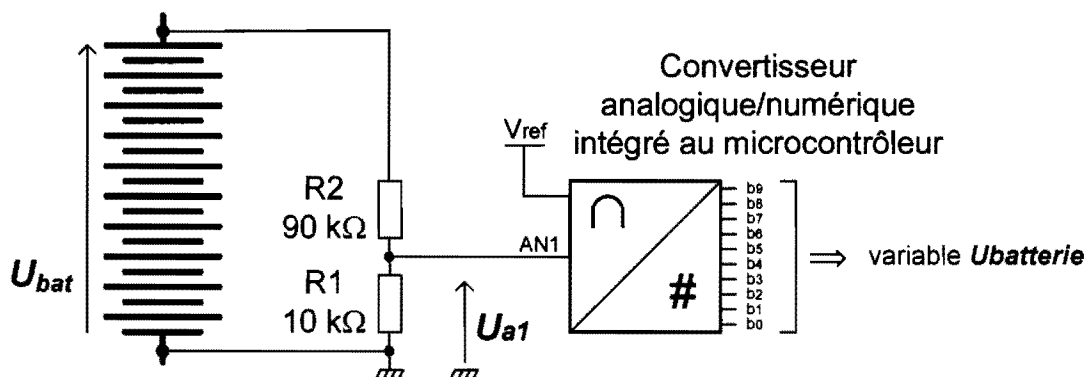 Convertisseur
analogique/numérique
intégré au microcontrôleur
Vref
R2
90 kΩ
AN1
R1
10 kΩ
Ubat
Ua1
∩
#
b9
b8
b7
b6
b5
b4
b3
b2
b1
b0
⇒ variable Ubatterie